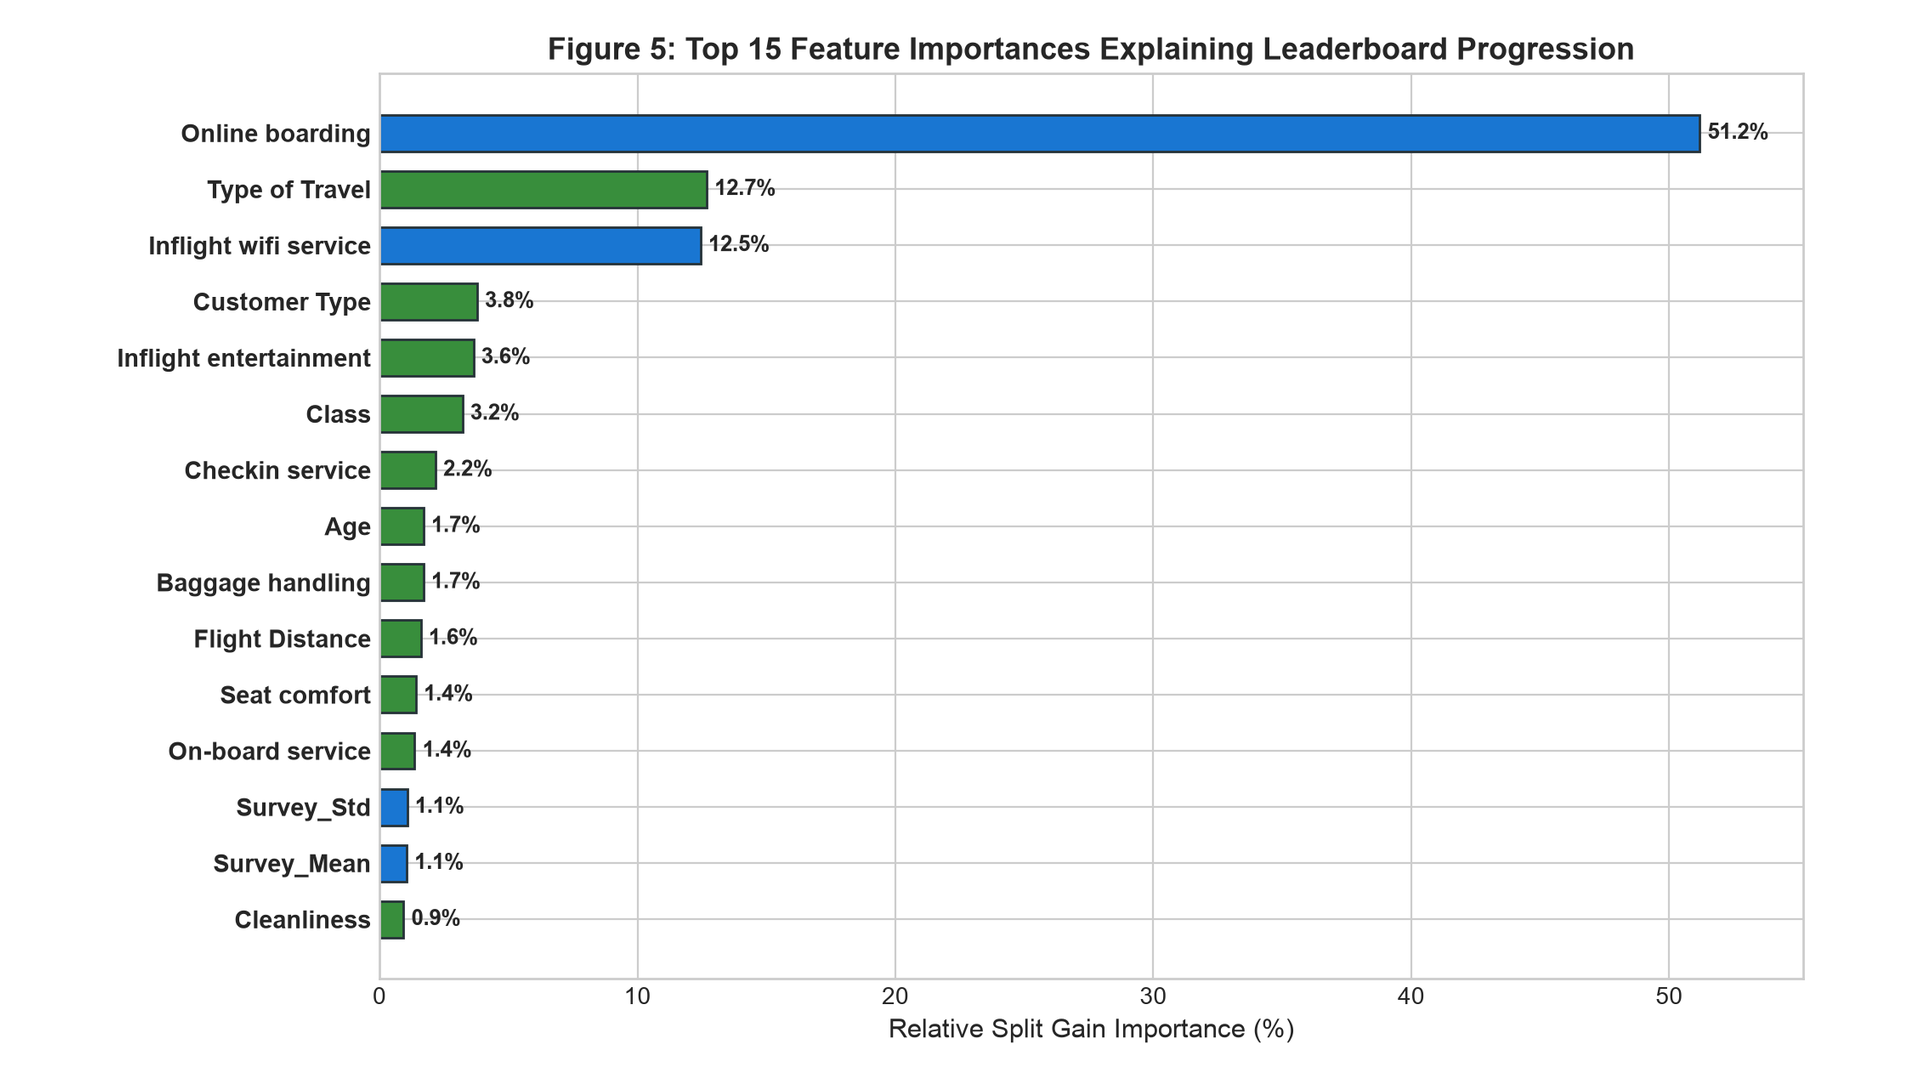 Figure 5: Top 15 Feature Importances Explaining Leaderboard Progression
Online boarding 51.2%
Type of Travel 12.7%
Inflight wifi service 12.5%
Customer Type 3.8%
Inflight entertainment 3.6%
Class 3.2%
Checkin service 2.2%
Age 1.7%
Baggage handling 1.7%
Flight Distance 1.6%
Seat comfort 1.4%
On-board service 1.4%
Survey_Std 1.1%
Survey_Mean 1.1%
Cleanliness 0.9%
0 10 20 30 40 50
Relative Split Gain Importance (%)